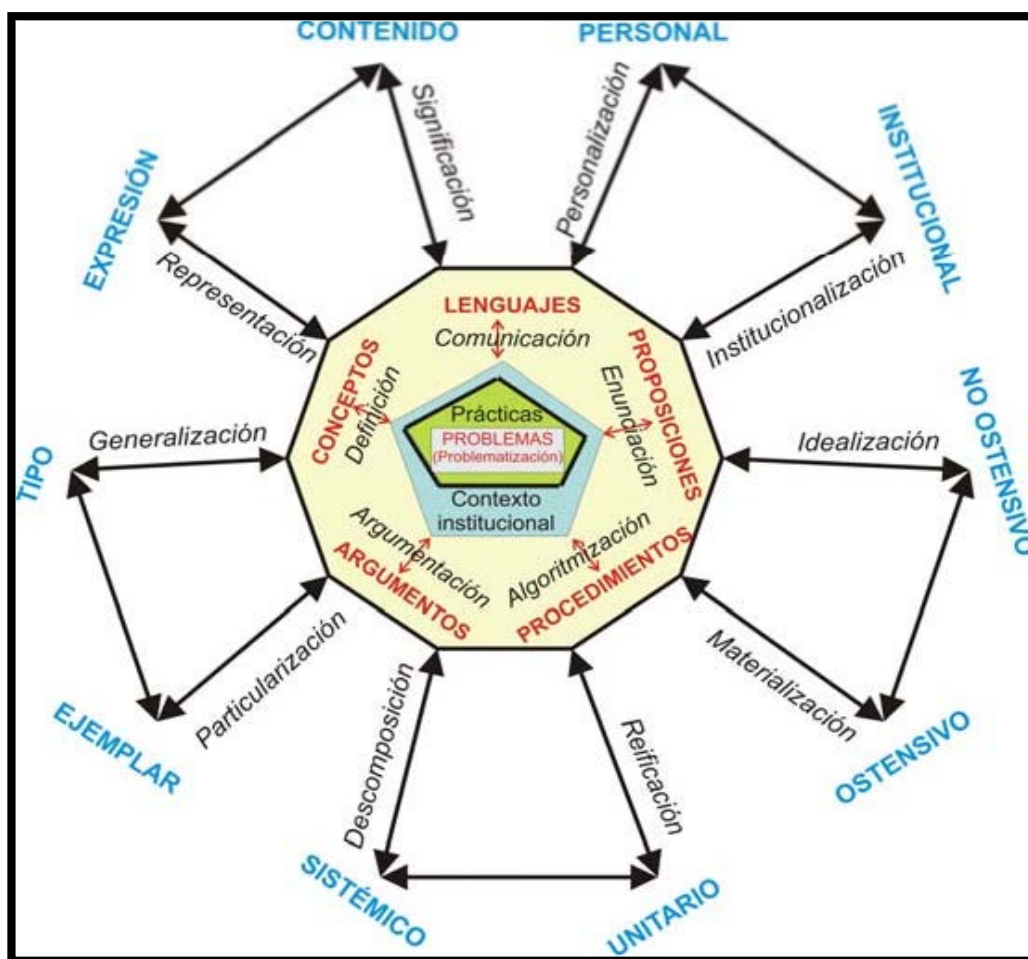 CONTENIDO
PERSONAL
Significación
Personalización
EXPRESIÓN
INSTITUCIONAL
Representación
Institucionalización
LENGUAJES
Comunicación
CONCEPTOS
Definición
PROPOSICIONES
Enunciación
Prácticas
PROBLEMAS
(Problematización)
Contexto
institucional
Generalización
Idealización
TIPO
NO OSTENSIVO
Argumentación
ARGUMENTOS
Algoritmización
PROCEDIMIENTOS
Particularización
Materialización
EJEMPLAR
OSTENSIVO
Descomposición
Reificación
SISTÉMICO
UNITARIO